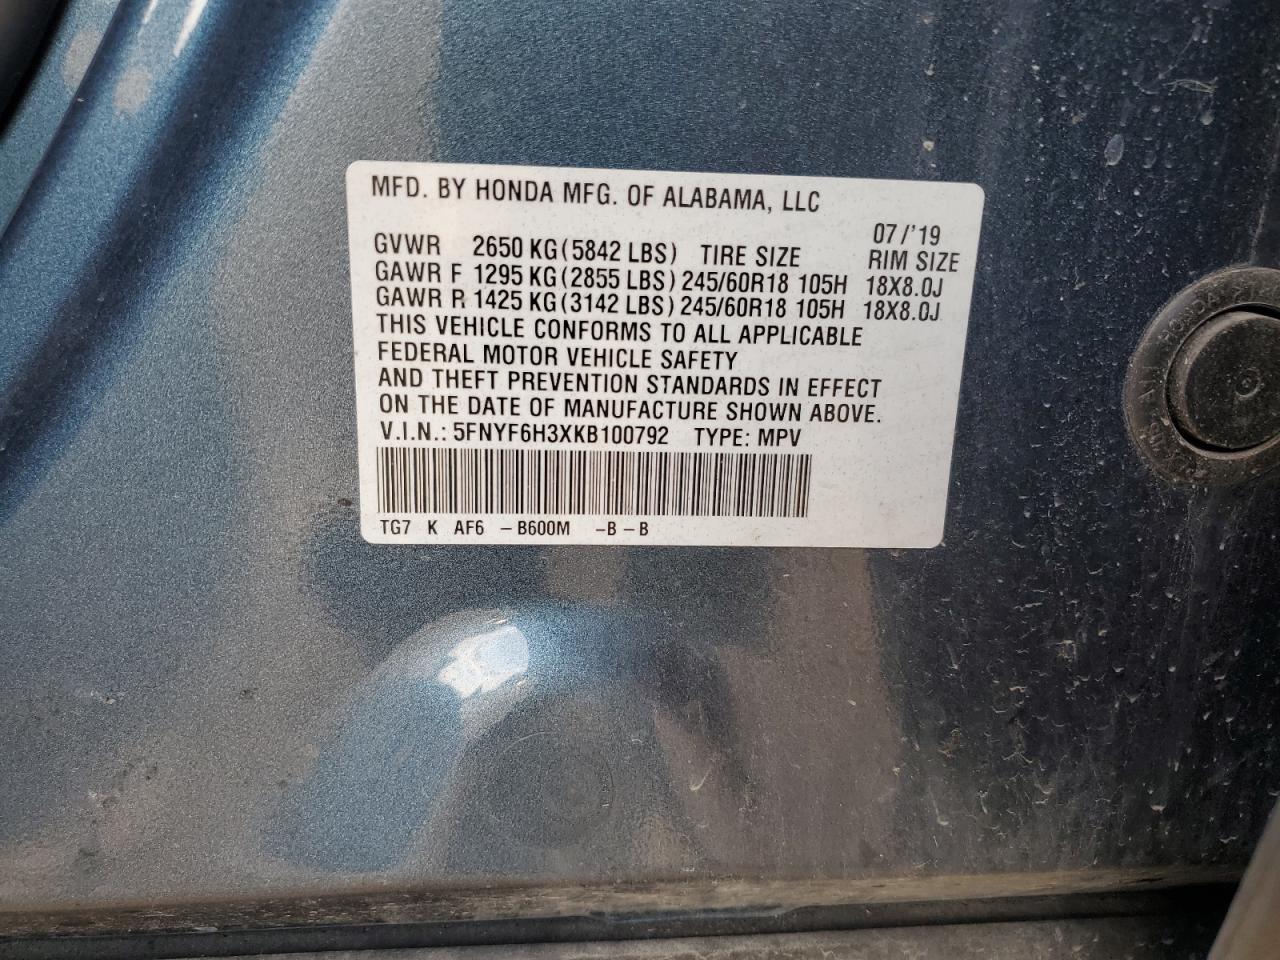 MFD. BY HONDA MFG. OF ALABAMA, LLC
07/'19
GVWR 2650 KG(5842 LBS) TIRE SIZE RIM SIZE
GAWR F 1295 KG(2855 LBS) 245/60R18 105H 18X8.0J
GAWR R 1425 KG(3142 LBS) 245/60R18 105H 18X8.0J
THIS VEHICLE CONFORMS TO ALL APPLICABLE
FEDERAL MOTOR VEHICLE SAFETY
AND THEFT PREVENTION STANDARDS IN EFFECT
ON THE DATE OF MANUFACTURE SHOWN ABOVE.
V.I.N.: 5FNYF6H3XKB100792 TYPE: MPV
TG7 K AF6 -B600M -B-B